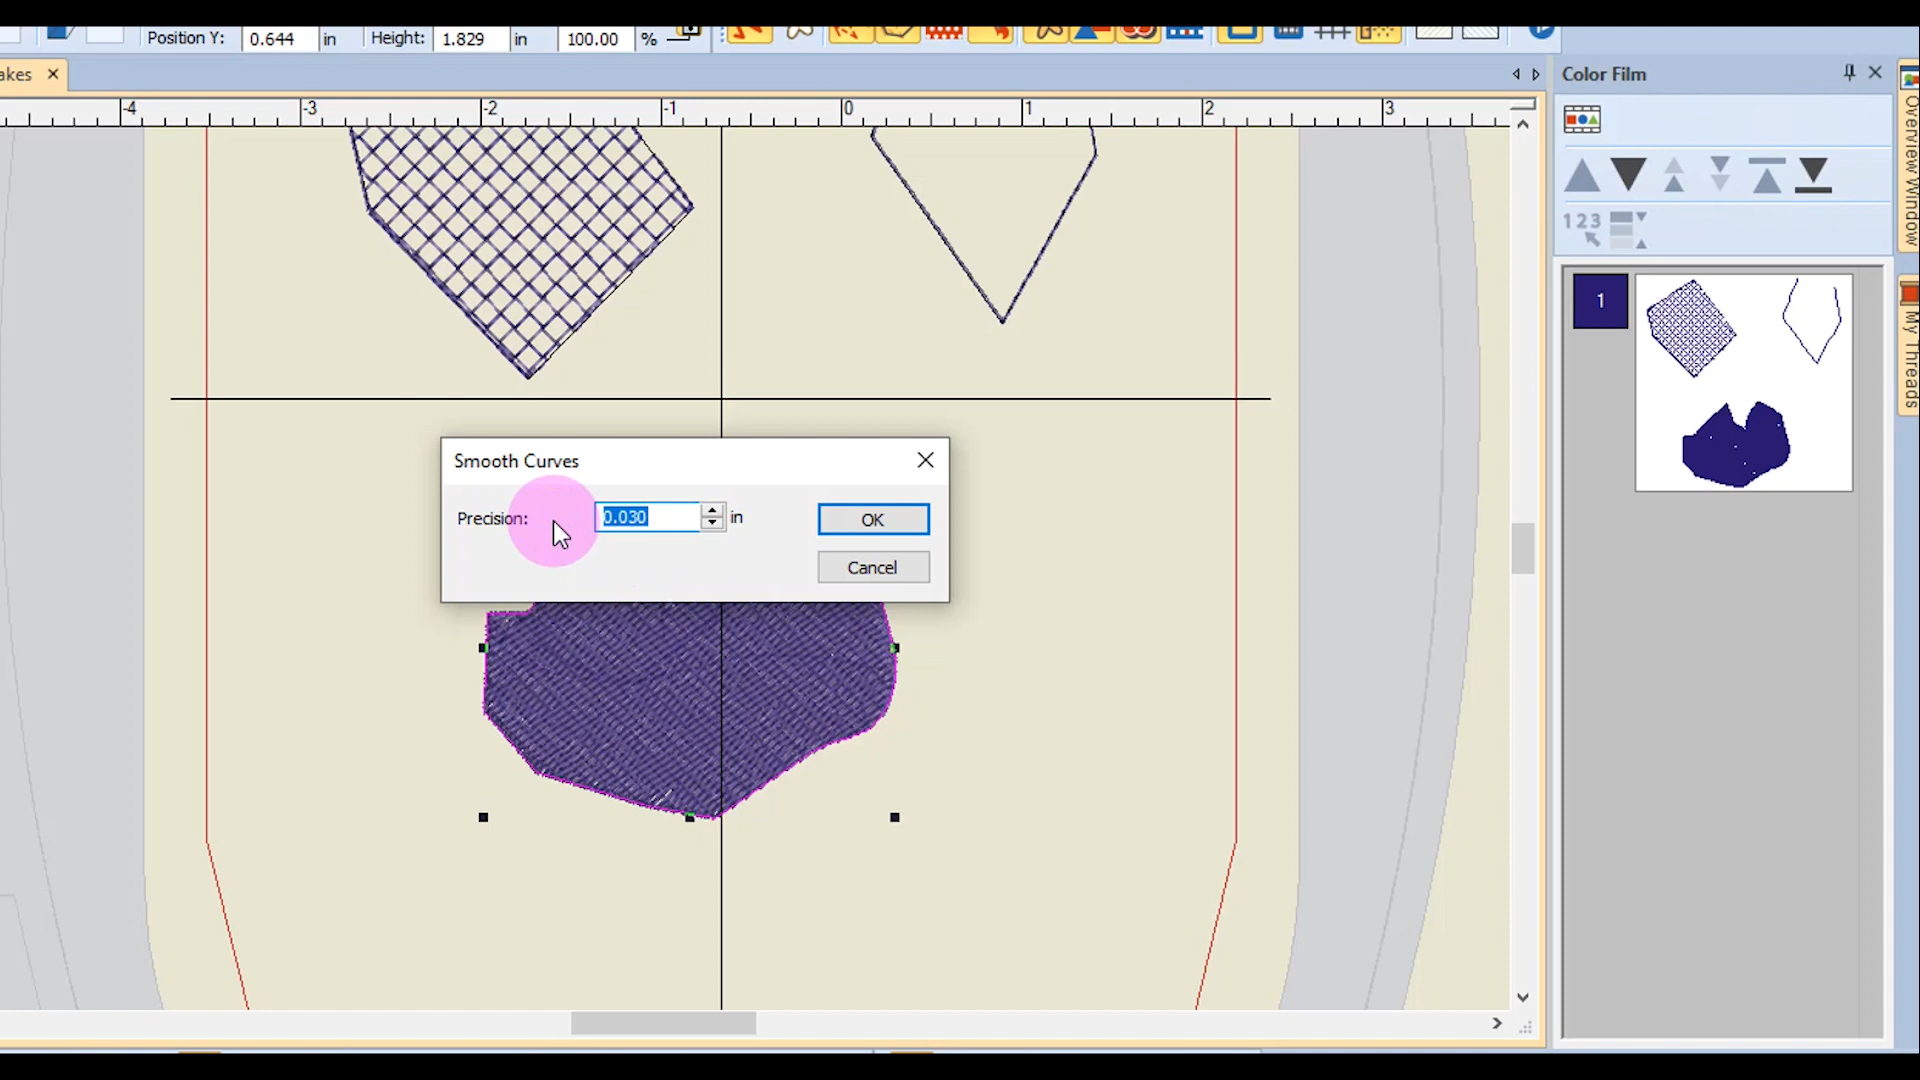 Position Y: 0.644 in Height: 1.829 in 100.00 %
akes
Color Film
-4 -3 -2 -1 0 1 2 3
Overview Window
1 2 3
1
My Threads
Smooth Curves
Precision: 0.030 in
OK
Cancel